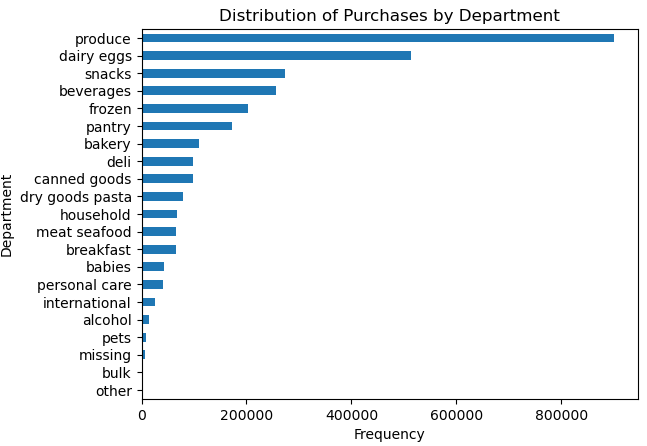 Distribution of Purchases by Department
produce
dairy eggs
snacks
beverages
frozen
pantry
bakery
deli
canned goods
dry goods pasta
household
meat seafood
breakfast
babies
personal care
international
alcohol
pets
missing
bulk
other
Department
0 200000 400000 600000 800000
Frequency